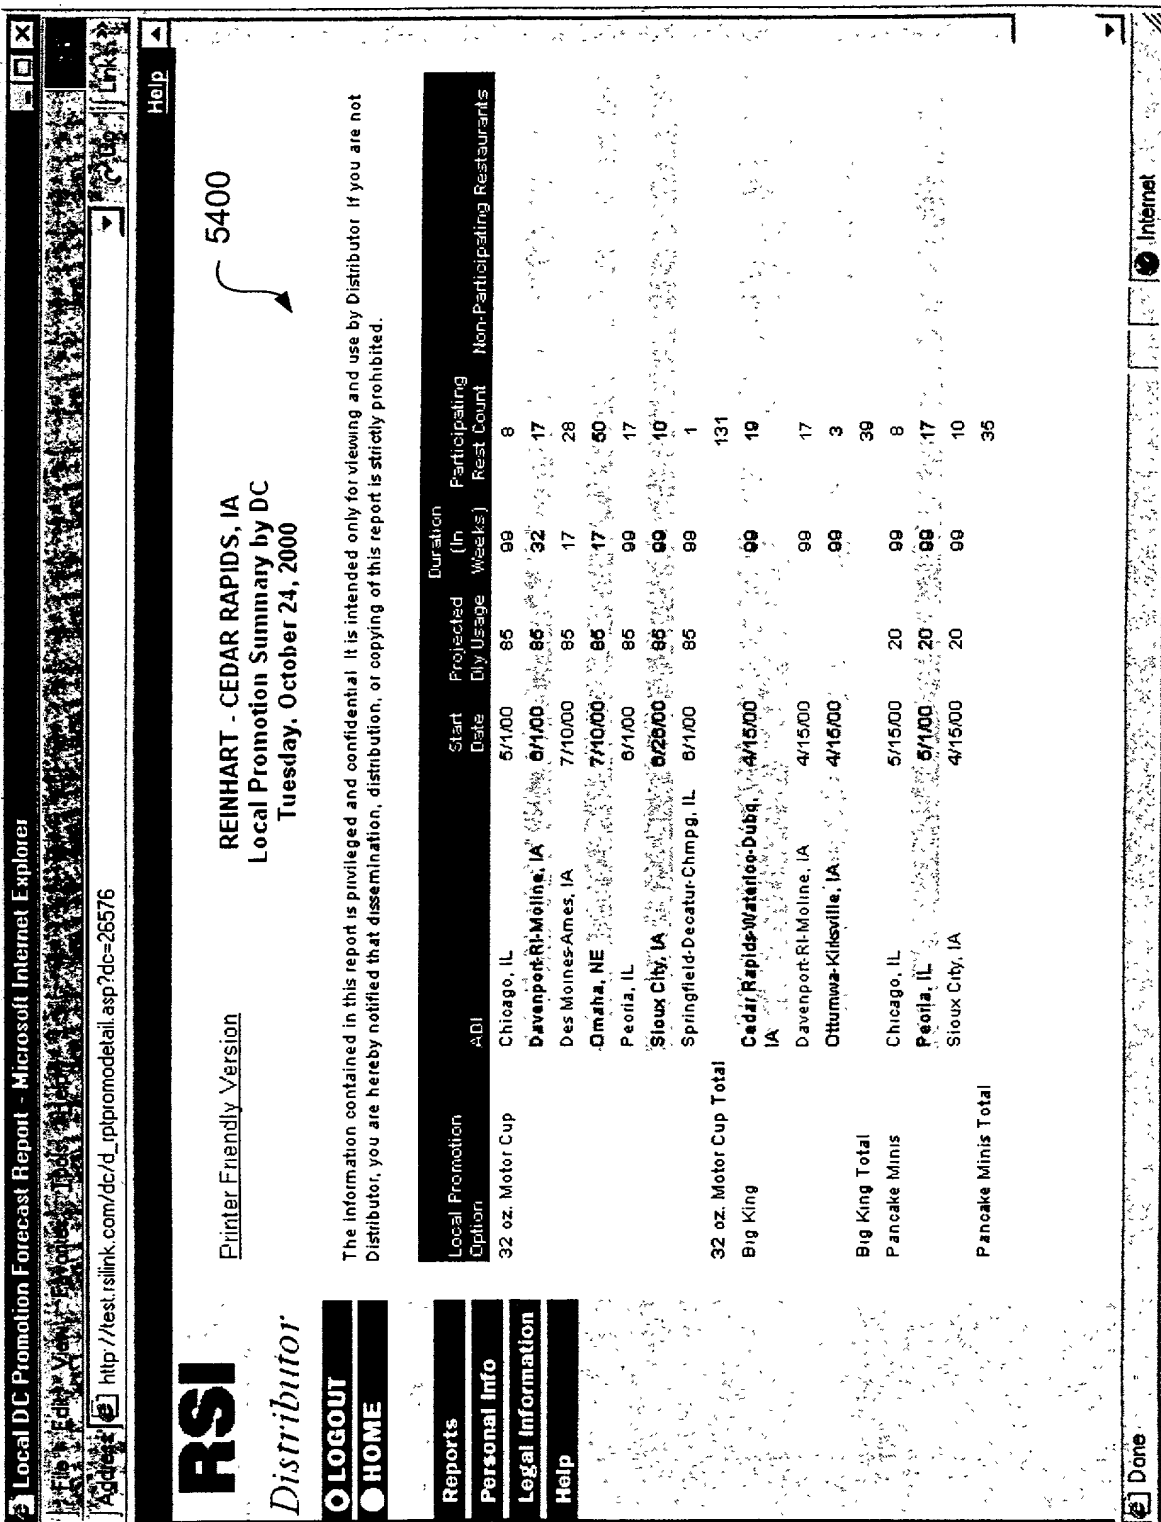 Local DC Promotion Forecast Report - Microsoft Internet Explorer
File Edit View Favorites Tools Help
Address http://test.rsilink.com/dc/d_rptpromodetail.asp?dc=26576 Go Links »
Help
RSI
Distributor
LOGOUT
HOME
Reports
Personal Info
Legal Information
Help
Printer Friendly Version
REINHART - CEDAR RAPIDS, IA
Local Promotion Summary by DC
Tuesday, October 24, 2000
5400
The information contained in this report is privileged and confidential. It is intended only for viewing and use by Distributor. If you are not
Distributor, you are hereby notified that dissemination, distribution, or copying of this report is strictly prohibited.
Local Promotion Option ADI Start Date Projected Dly Usage Duration (In Weeks) Participating Rest Count Non-Participating Restaurants
32 oz. Motor Cup Chicago, IL 5/1/00 85 99 8
Davenport-RI-Moline, IA 6/1/00 85 32 17
Des Moines-Ames, IA 7/10/00 85 17 28
Omaha, NE 7/10/00 85 17 50
Peoria, IL 6/1/00 85 99 17
Sioux City, IA 6/26/00 85 99 10
Springfield-Decatur-Chmpg, IL 6/1/00 85 99 1
32 oz. Motor Cup Total 131
Big King Cedar Rapids-Waterloo-Dubq, IA 4/15/00 99 19
Davenport-RI-Moline, IA 4/15/00 99 17
Ottumwa-Kirksville, IA 4/15/00 99 3
Big King Total 39
Pancake Minis Chicago, IL 5/15/00 20 99 8
Peoria, IL 5/1/00 20 99 17
Sioux City, IA 4/15/00 20 99 10
Pancake Minis Total 35
Done Internet